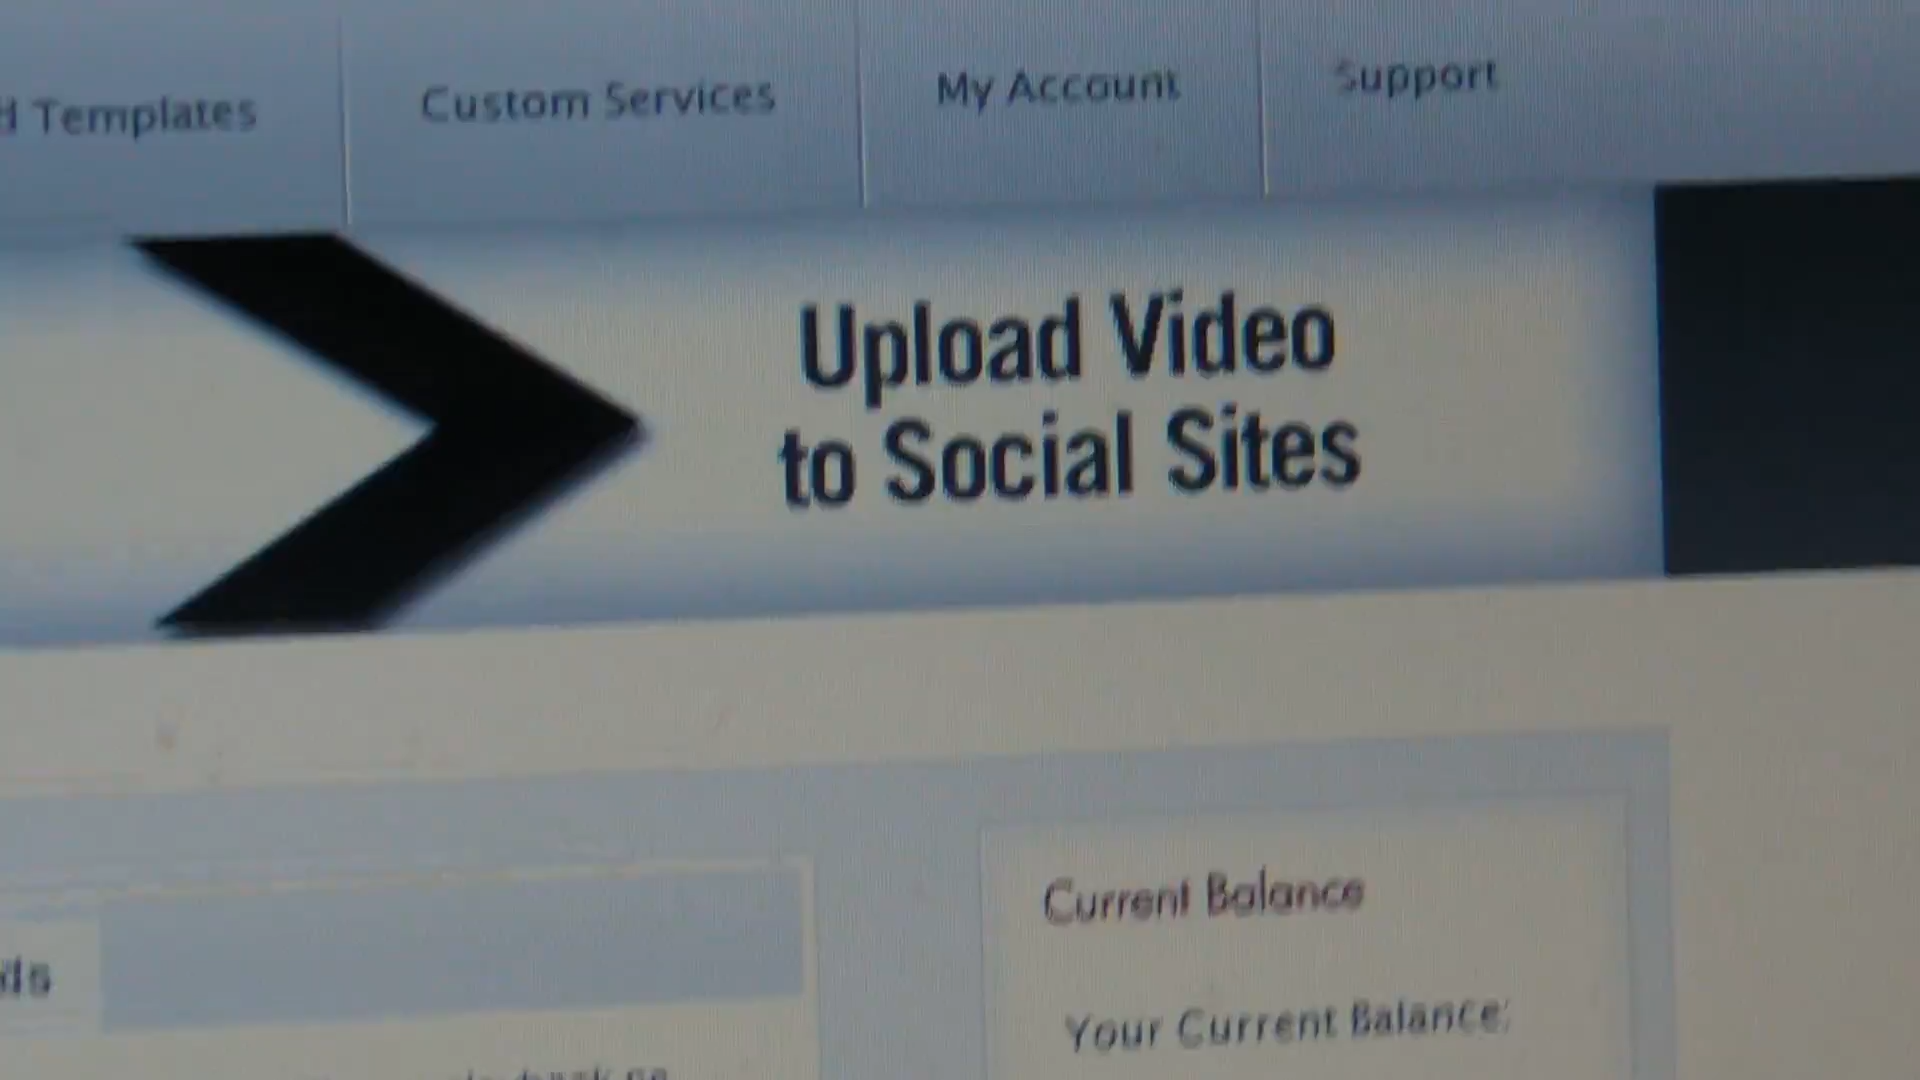 Templates
Custom Services
My Account
Support
Upload Video
to Social Sites
Current Balance
Your Current Balance: